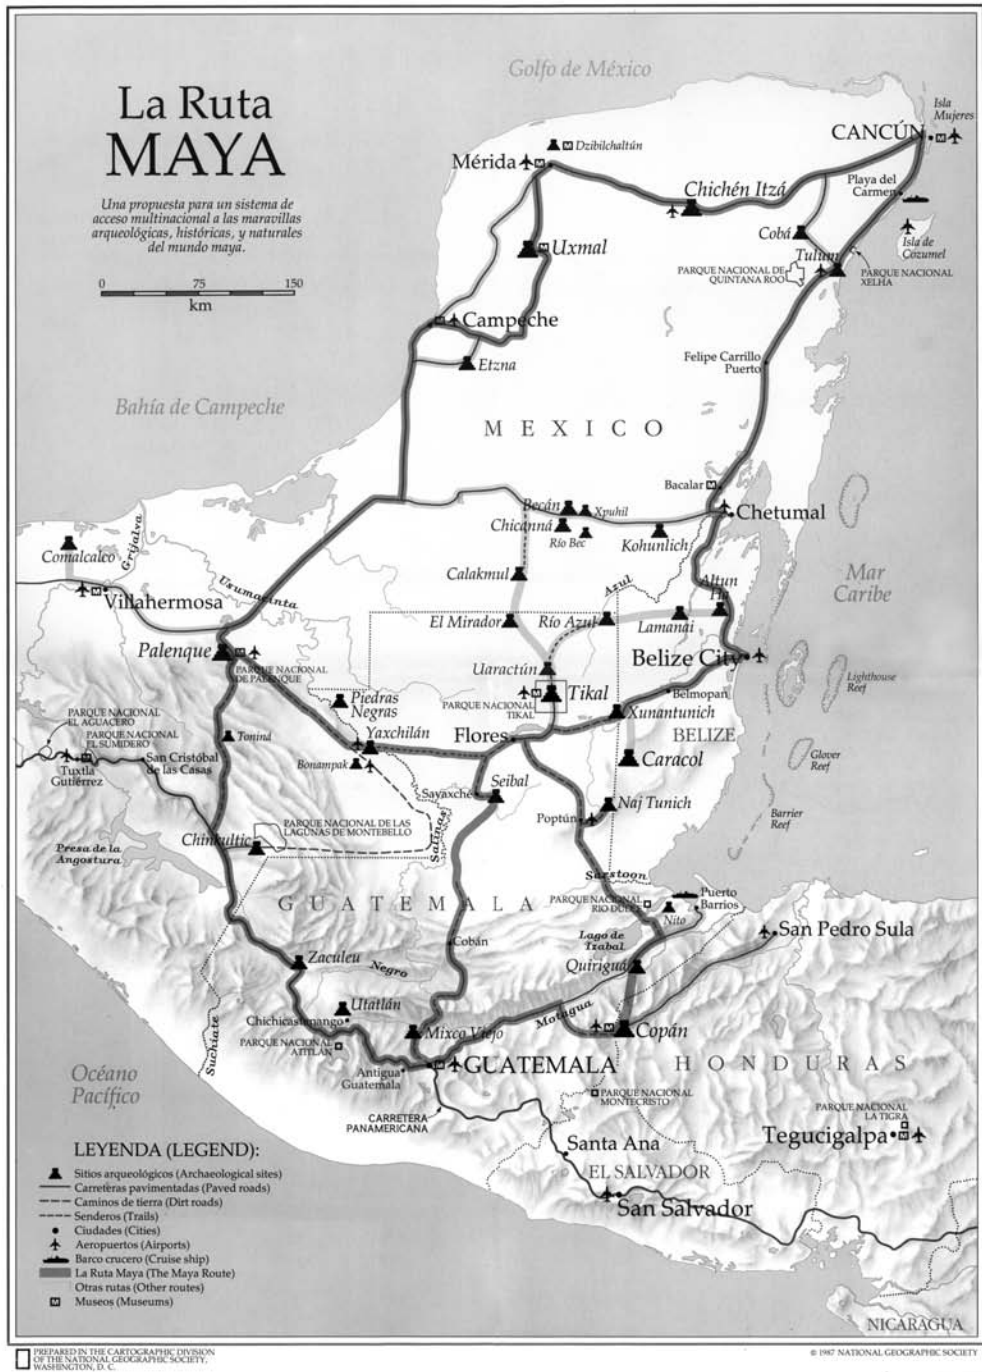 La Ruta
MAYA
Una propuesta para un sistema de
acceso multinacional a las maravillas
arqueológicas, históricas, y naturales
del mundo maya.
0 75 150
km
Golfo de México
Isla
Mujeres
CANCÚN
M Dzibilchaltún
Mérida M
Playa del
Carmen
Chichén Itzá
Cobá
Isla de
Cozumel
Tulum
Uxmal
PARQUE NACIONAL DE
QUINTANA ROO
PARQUE NACIONAL
XELHA
Campeche
Etzna
Felipe Carrillo
Puerto
Bahía de Campeche
MEXICO
Bacalar M
Becán
Xpuhil
Chetumal
Chicanná
Río Bec
Kohunlich
Grijalva
Comalcalco
Calakmul
Usumacinta
Azul
Altun
Ha
Mar
Caribe
Villahermosa
El Mirador
Río Azul
Lamanai
Palenque
PARQUE NACIONAL
DE PALENQUE
Uaractún
Belize City
Lighthouse
Reef
Piedras
Negras
PARQUE NACIONAL
TIKAL
Tikal
Belmopan
PARQUE NACIONAL
EL AGUACERO
Xunantunich
PARQUE NACIONAL
EL SUMIDERO
Toniná
Yaxchilán
Flores
BELIZE
Glover
Reef
Tuxtla
Gutiérrez
San Cristóbal
de las Casas
Bonampak
Caracol
Sayaxché
Seibal
Naj Tunich
Poptún
Barrier
Reef
PARQUE NACIONAL DE LAS
LAGUNAS DE MONTEBELLO
Salinas
Chinkultic
Presa de la
Angostura
Sarstoon
GUATEMALA
PARQUE NACIONAL
RIO DULCE
Puerto
Barrios
Nito
San Pedro Sula
Cobán
Lago de
Izabal
Zaculeu
Negro
Quiriguá
Utatlán
Motagua
Chichicastenango
Mixco Viejo
Copán
PARQUE NACIONAL
ATITLÁN
Suchiate
HONDURAS
Antigua
Guatemala
GUATEMALA
Océano
Pacífico
CARRETERA
PANAMERICANA
PARQUE NACIONAL
MONTECRISTO
PARQUE NACIONAL
LA TIGRA
Tegucigalpa
Santa Ana
EL SALVADOR
San Salvador
NICARAGUA
LEYENDA (LEGEND):
Sitios arqueológicos (Archaeological sites)
Carreteras pavimentadas (Paved roads)
Caminos de tierra (Dirt roads)
Senderos (Trails)
Ciudades (Cities)
Aeropuertos (Airports)
Barco crucero (Cruise ship)
La Ruta Maya (The Maya Route)
Otras rutas (Other routes)
M Museos (Museums)
PREPARED IN THE CARTOGRAPHIC DIVISION
OF THE NATIONAL GEOGRAPHIC SOCIETY,
WASHINGTON, D. C.
© 1987 NATIONAL GEOGRAPHIC SOCIETY